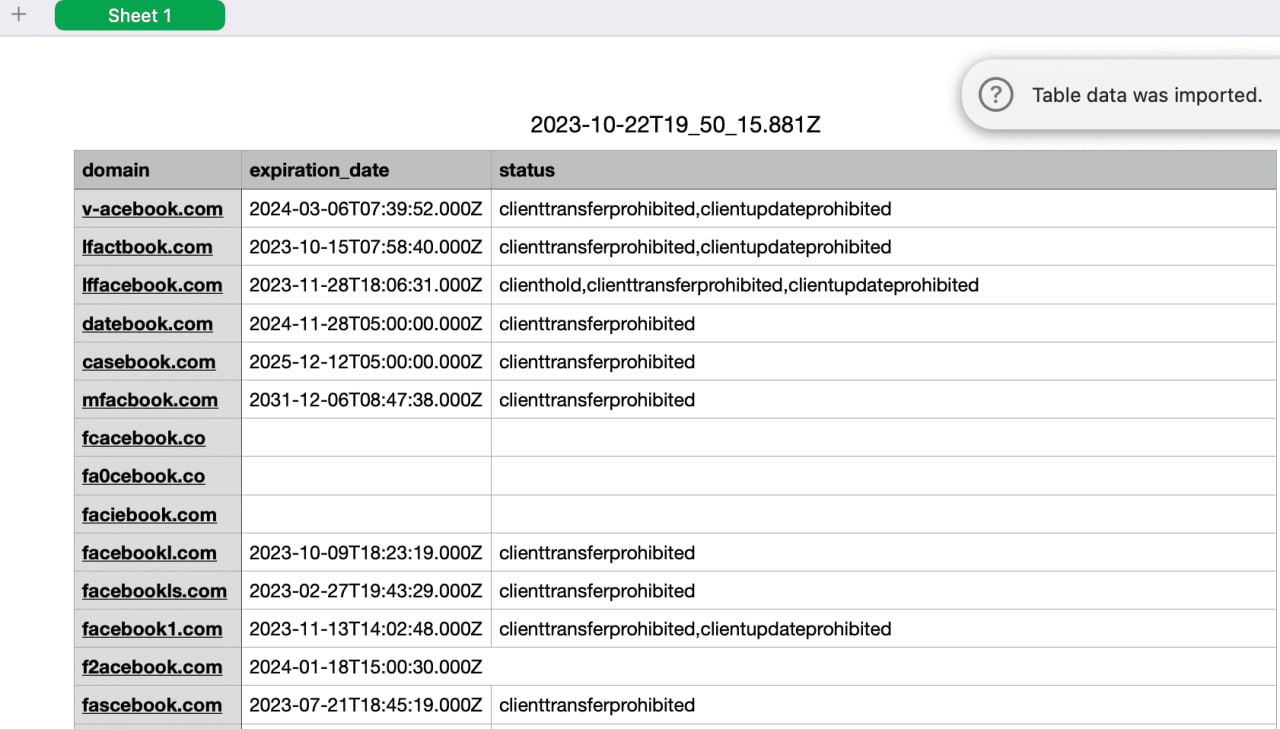 + Sheet 1
? Table data was imported.
2023-10-22T19_50_15.881Z
domain expiration_date status
v-acebook.com 2024-03-06T07:39:52.000Z clienttransferprohibited,clientupdateprohibited
lfactbook.com 2023-10-15T07:58:40.000Z clienttransferprohibited,clientupdateprohibited
lffacebook.com 2023-11-28T18:06:31.000Z clienthold,clienttransferprohibited,clientupdateprohibited
datebook.com 2024-11-28T05:00:00.000Z clienttransferprohibited
casebook.com 2025-12-12T05:00:00.000Z clienttransferprohibited
mfacbook.com 2031-12-06T08:47:38.000Z clienttransferprohibited
fcacebook.co
fa0cebook.co
faciebook.com
facebookl.com 2023-10-09T18:23:19.000Z clienttransferprohibited
facebookls.com 2023-02-27T19:43:29.000Z clienttransferprohibited
facebook1.com 2023-11-13T14:02:48.000Z clienttransferprohibited,clientupdateprohibited
f2acebook.com 2024-01-18T15:00:30.000Z
fascebook.com 2023-07-21T18:45:19.000Z clienttransferprohibited